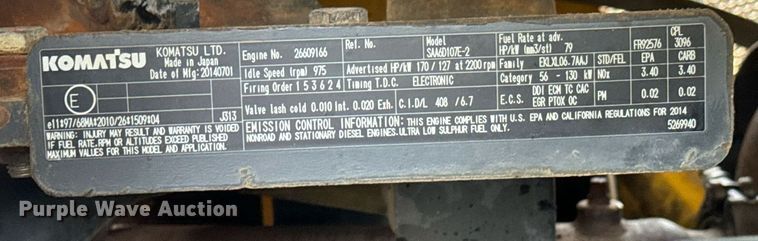 KOMATSU KOMATSU LTD.
Made in Japan
Date of Mfg:20140701
E
e11*97/68MA*2010/26*1509*04 J313
WARNING: INJURY MAY RESULT AND WARRANTY IS VOIDED
IF FUEL RATE.RPM OR ALTITUDES EXCEED PUBLISHED
MAXIMUM VALUES FOR THIS MODEL AND APPLICATION.
Engine No. 26609166
Idle Speed (rpm) 975
Firing Order 1 5 3 6 2 4
Valve lash cold 0.010 Int. 0.020 Exh.
Ref. No.
Model
SAA6D107E-2
Advertised HP/kW 170 / 127 at 2200 rpm
Timing T.D.C. ELECTRONIC
C.I.D/L 408 /6.7
Fuel Rate at adv.
HP/kW (mm3/st) 79
Family EKLXL06.7AAJ
Category 56 - 130 kW
E.C.S. DDI ECM TC CAC
EGR PTOX OC
FR92576
CPL
3096
STD/FEL EPA CARB
NOx 3.40 3.40
PM 0.02 0.02
EMISSION CONTROL INFORMATION: THIS ENGINE COMPLIES WITH U.S. EPA AND CALIFORNIA REGULATIONS FOR 2014
NONROAD AND STATIONARY DIESEL ENGINES.ULTRA LOW SULPHUR FUEL ONLY. 5269940
Purple Wave Auction